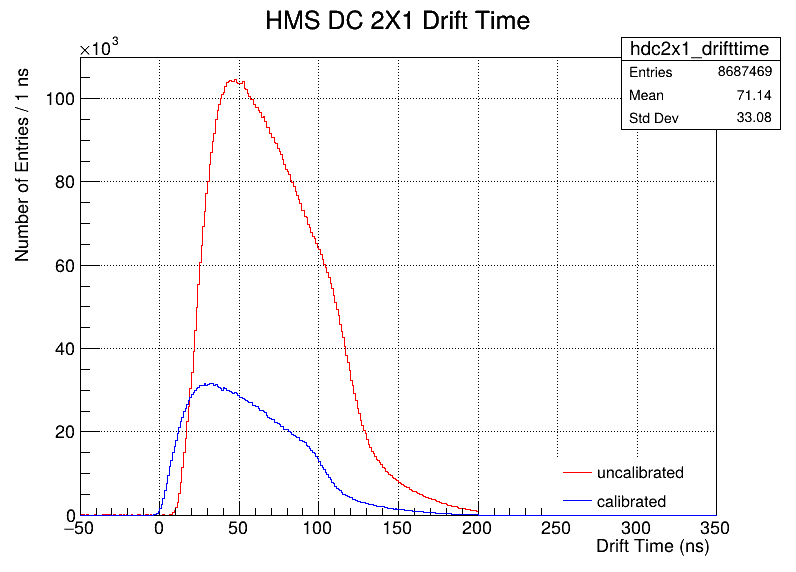 HMS DC 2X1 Drift Time
×10³
hdc2x1_drifttime
Entries 8687469
Mean 71.14
Std Dev 33.08
Number of Entries / 1 ns
100
80
60
40
20
0
−50 0 50 100 150 200 250 300 350
Drift Time (ns)
uncalibrated
calibrated